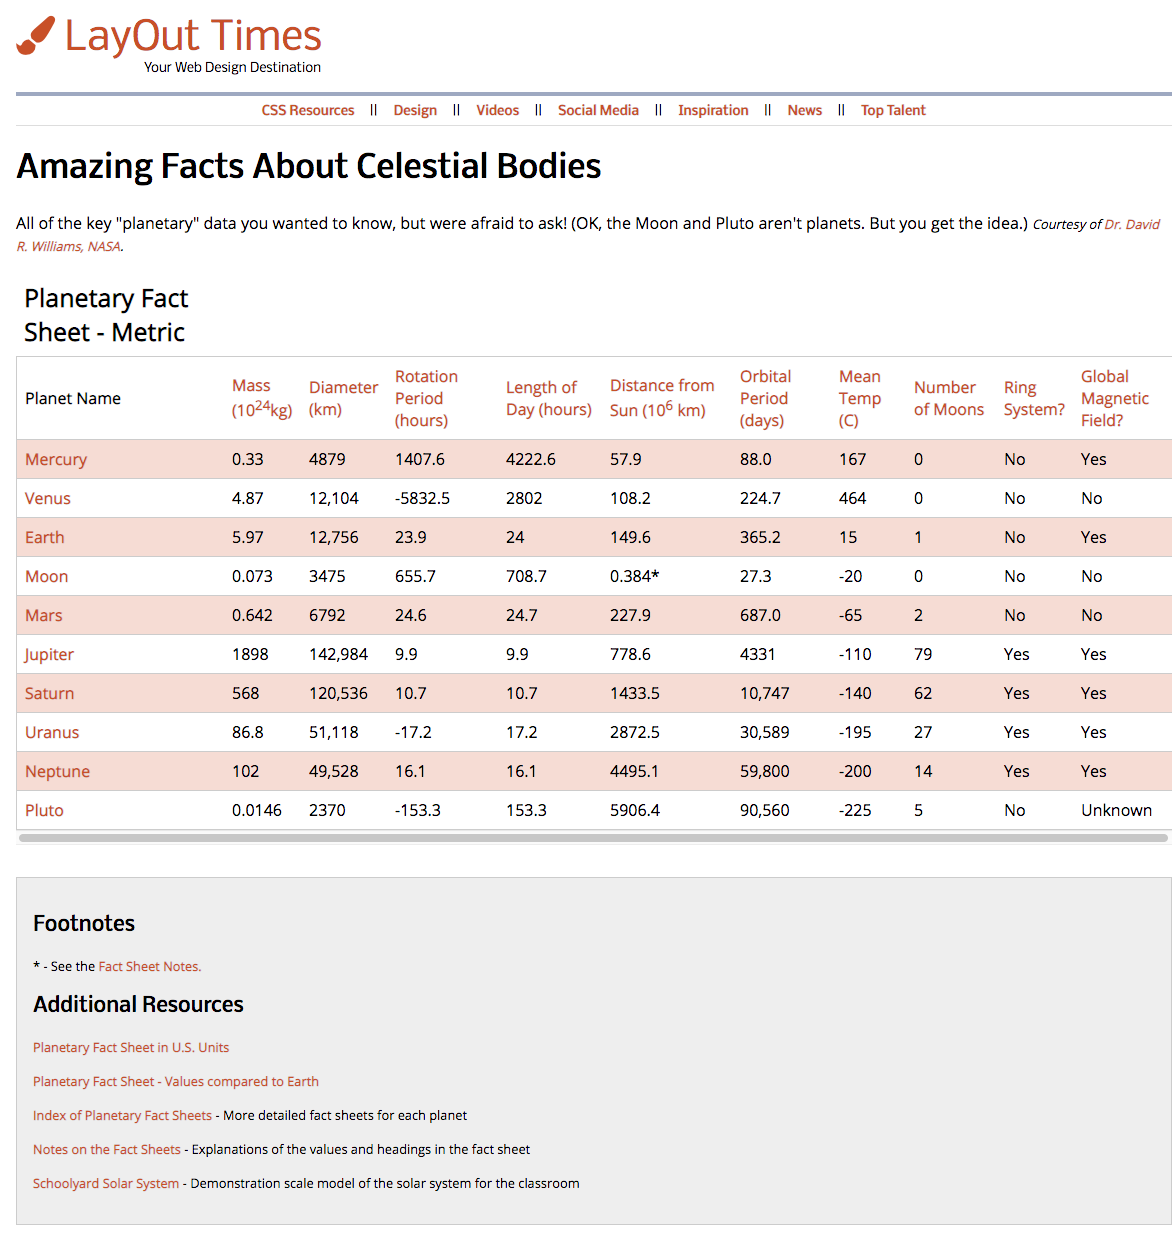 LayOut Times
Your Web Design Destination
CSS Resources || Design || Videos || Social Media || Inspiration || News || Top Talent
Amazing Facts About Celestial Bodies
All of the key "planetary" data you wanted to know, but were afraid to ask! (OK, the Moon and Pluto aren't planets. But you get the idea.) Courtesy of Dr. David
R. Williams, NASA.
Planetary Fact
Sheet - Metric
Planet Name Mass (10²⁴kg) Diameter (km) Rotation Period (hours) Length of Day (hours) Distance from Sun (10⁶ km) Orbital Period (days) Mean Temp (C) Number of Moons Ring System? Global Magnetic Field?
Mercury 0.33 4879 1407.6 4222.6 57.9 88.0 167 0 No Yes
Venus 4.87 12,104 -5832.5 2802 108.2 224.7 464 0 No No
Earth 5.97 12,756 23.9 24 149.6 365.2 15 1 No Yes
Moon 0.073 3475 655.7 708.7 0.384* 27.3 -20 0 No No
Mars 0.642 6792 24.6 24.7 227.9 687.0 -65 2 No No
Jupiter 1898 142,984 9.9 9.9 778.6 4331 -110 79 Yes Yes
Saturn 568 120,536 10.7 10.7 1433.5 10,747 -140 62 Yes Yes
Uranus 86.8 51,118 -17.2 17.2 2872.5 30,589 -195 27 Yes Yes
Neptune 102 49,528 16.1 16.1 4495.1 59,800 -200 14 Yes Yes
Pluto 0.0146 2370 -153.3 153.3 5906.4 90,560 -225 5 No Unknown
Footnotes
* - See the Fact Sheet Notes.
Additional Resources
Planetary Fact Sheet in U.S. Units
Planetary Fact Sheet - Values compared to Earth
Index of Planetary Fact Sheets - More detailed fact sheets for each planet
Notes on the Fact Sheets - Explanations of the values and headings in the fact sheet
Schoolyard Solar System - Demonstration scale model of the solar system for the classroom